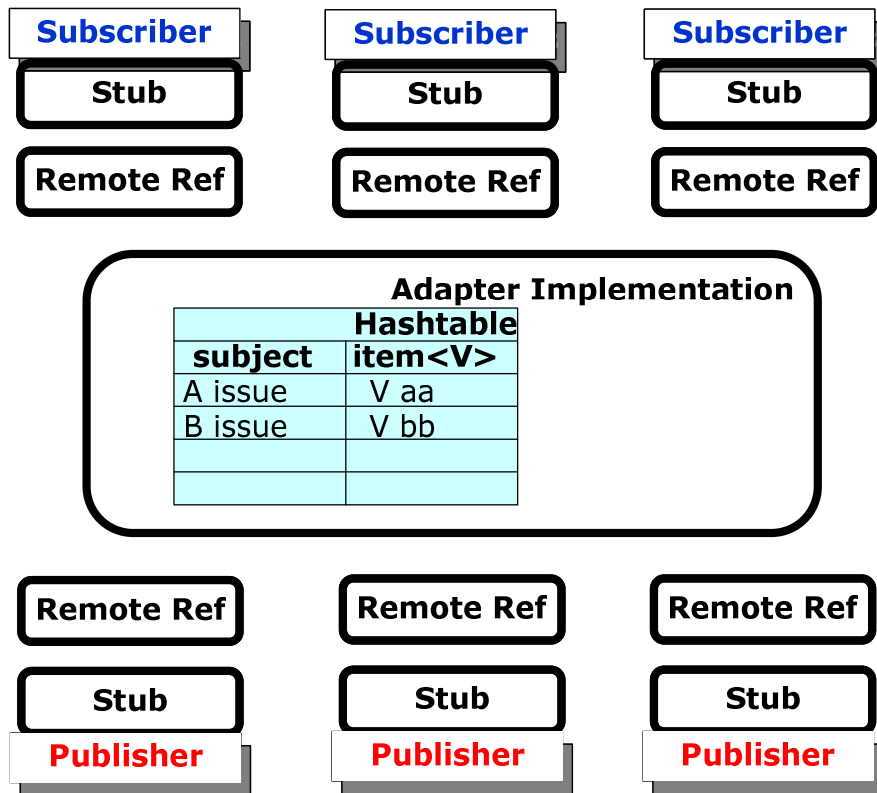 Subscriber Subscriber Subscriber
Stub Stub Stub
Remote Ref Remote Ref Remote Ref
Adapter Implementation
Hashtable
subject item<V>
A issue V aa
B issue V bb
Remote Ref Remote Ref Remote Ref
Stub Stub Stub
Publisher Publisher Publisher